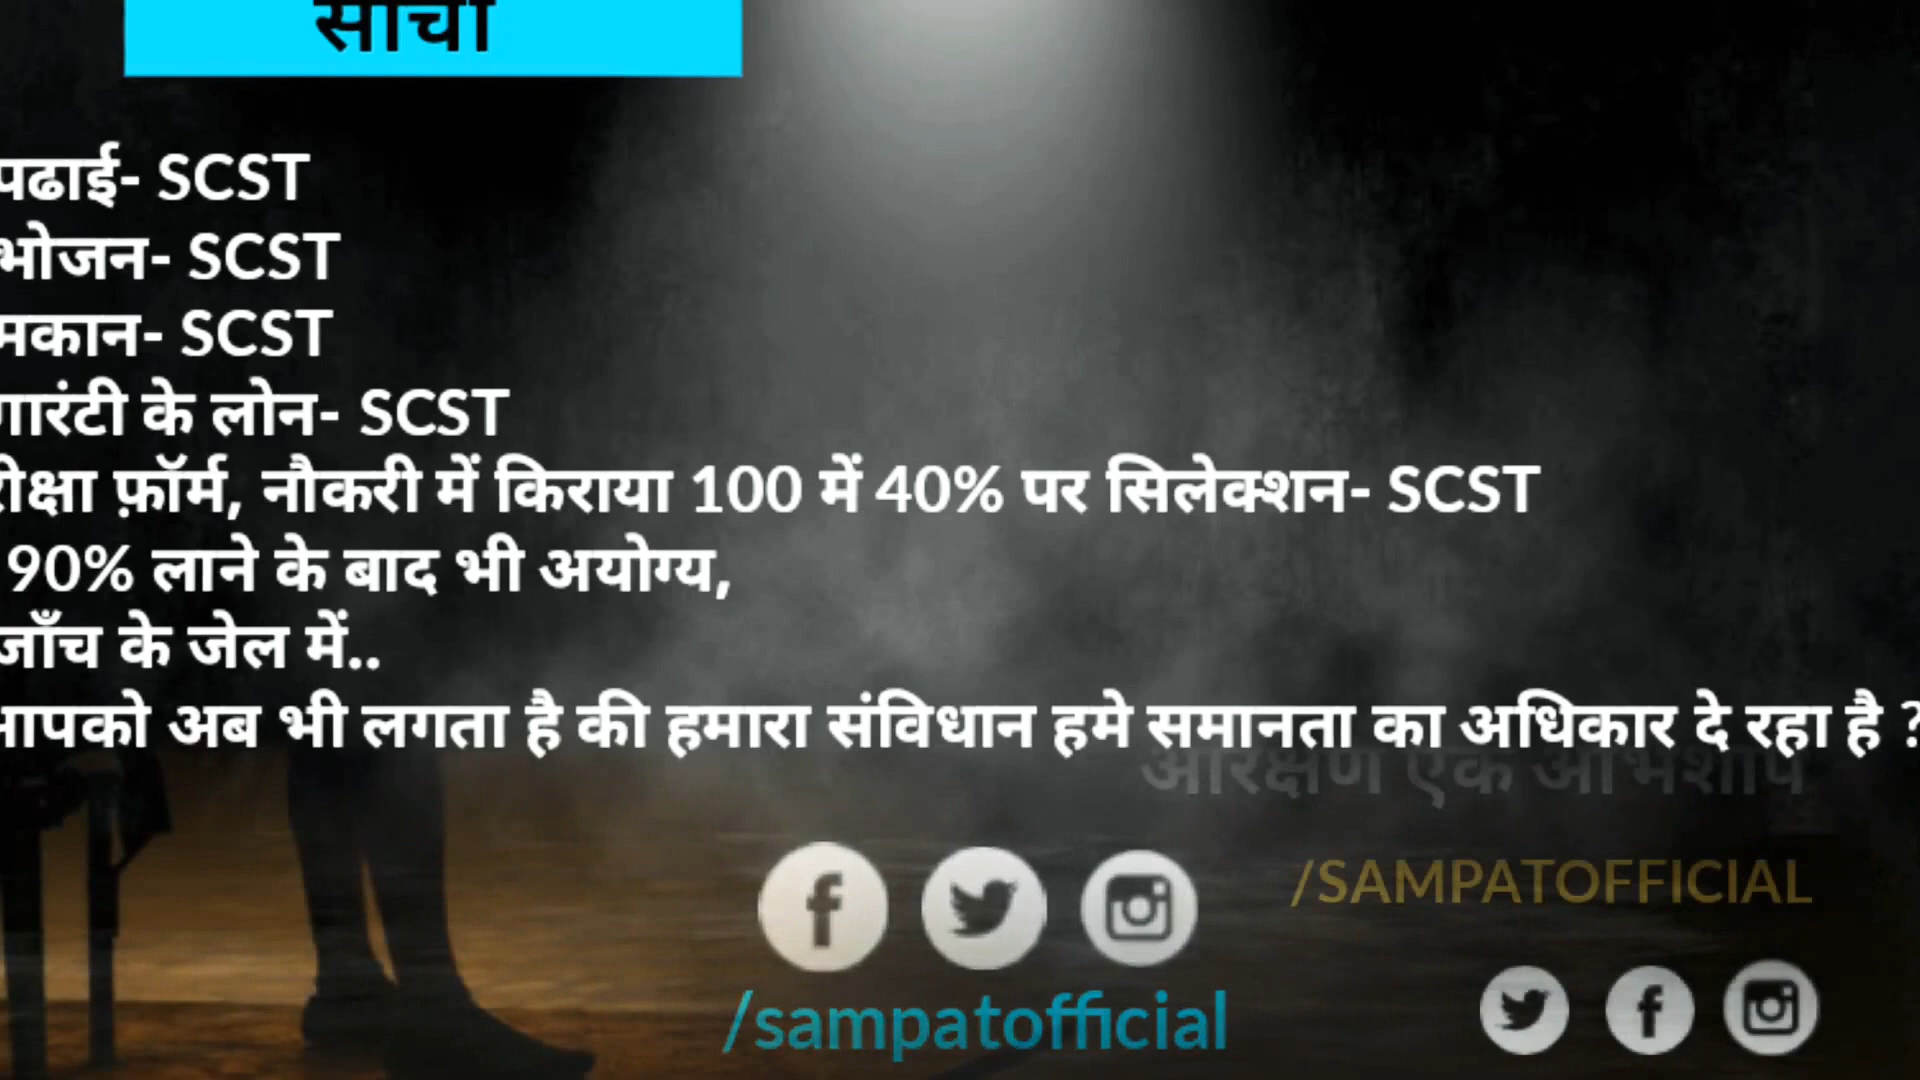 पढाई- SCST
भोजन- SCST
मकान- SCST
गारंटी के लोन- SCST
फ़ॉर्म, नौकरी में किराया 100 में 40% पर सिलेक्शन- SCST
90% लाने के बाद भी अयोग्य,
जाँच के जेल में..
अब भी लगता है की हमारा संविधान हमे समानता का अधिकार दे रहा है ?
आरक्षण एक अभिशाप
/SAMPATOFFICIAL
/sampatofficial